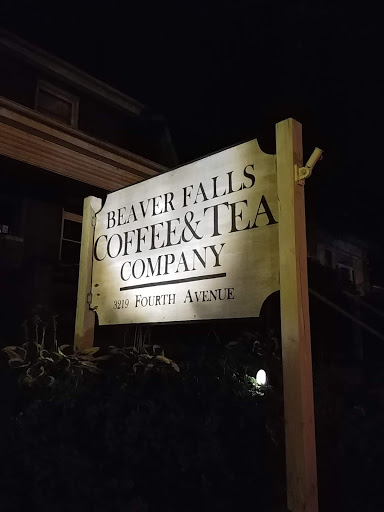 BEAVER FALLS
COFFEE & TEA
COMPANY
3219 FOURTH AVENUE